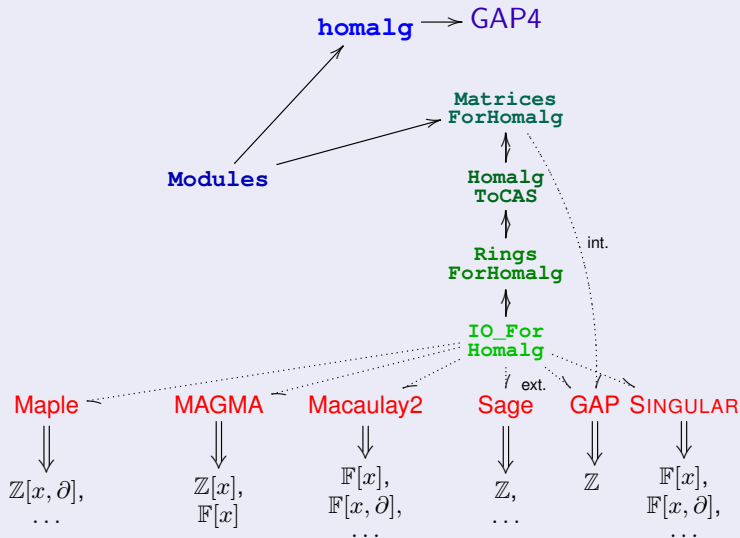 homalg GAP4
Matrices
ForHomalg
Modules
Homalg
ToCAS
int.
Rings
ForHomalg
IO_For
Homalg
ext.
Maple MAGMA Macaulay2 Sage GAP SINGULAR
ℤ[x, ∂], ℤ[x], 𝔽[x], ℤ, ℤ 𝔽[x],
... 𝔽[x] 𝔽[x, ∂], ... 𝔽[x, ∂],
... ...